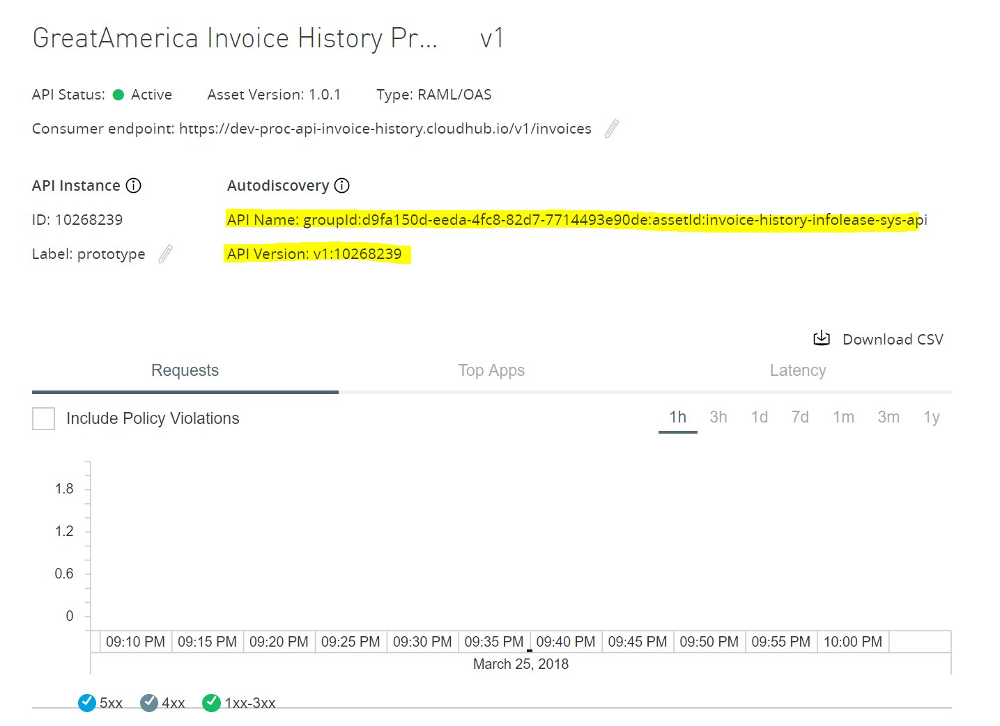 GreatAmerica Invoice History Pr... v1
API Status: Active Asset Version: 1.0.1 Type: RAML/OAS
Consumer endpoint: https://dev-proc-api-invoice-history.cloudhub.io/v1/invoices
API Instance Autodiscovery
ID: 10268239 API Name: groupId:d9fa150d-eeda-4fc8-82d7-7714493e90de:assetId:invoice-history-infolease-sys-api
Label: prototype API Version: v1:10268239
Download CSV
Requests Top Apps Latency
Include Policy Violations 1h 3h 1d 7d 1m 3m 1y
1.8
1.2
0.6
0
09:10 PM 09:15 PM 09:20 PM 09:25 PM 09:30 PM 09:35 PM 09:40 PM 09:45 PM 09:50 PM 09:55 PM 10:00 PM
March 25, 2018
5xx 4xx 1xx-3xx